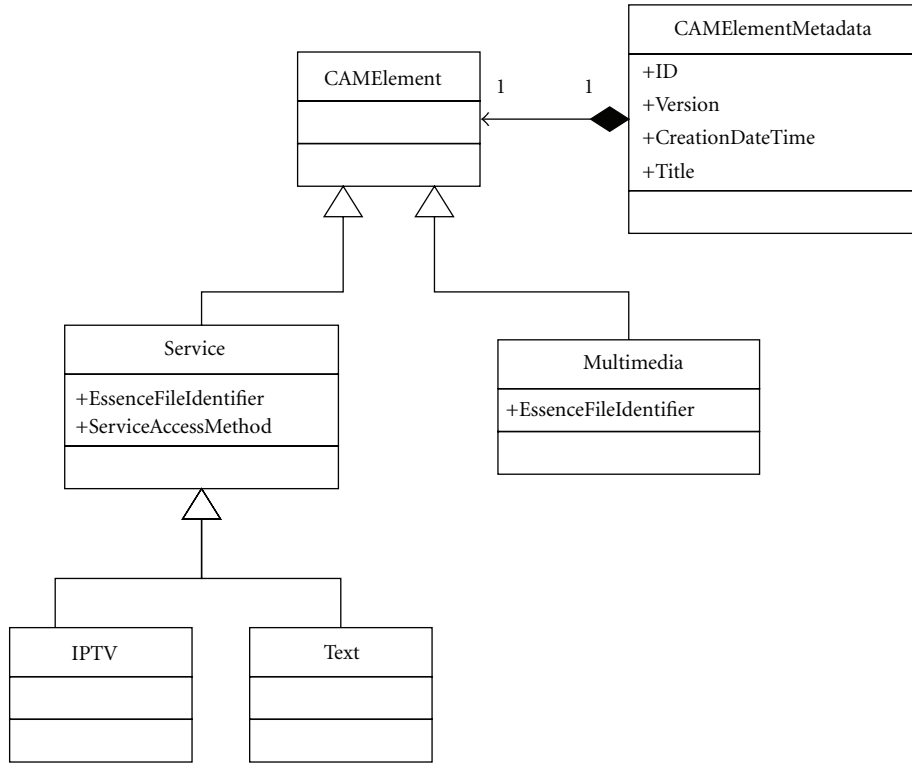 CAMElementMetadata
+ID
+Version
+CreationDateTime
+Title
CAMElement
1 1
Service
+EssenceFileIdentifier
+ServiceAccessMethod
Multimedia
+EssenceFileIdentifier
IPTV
Text